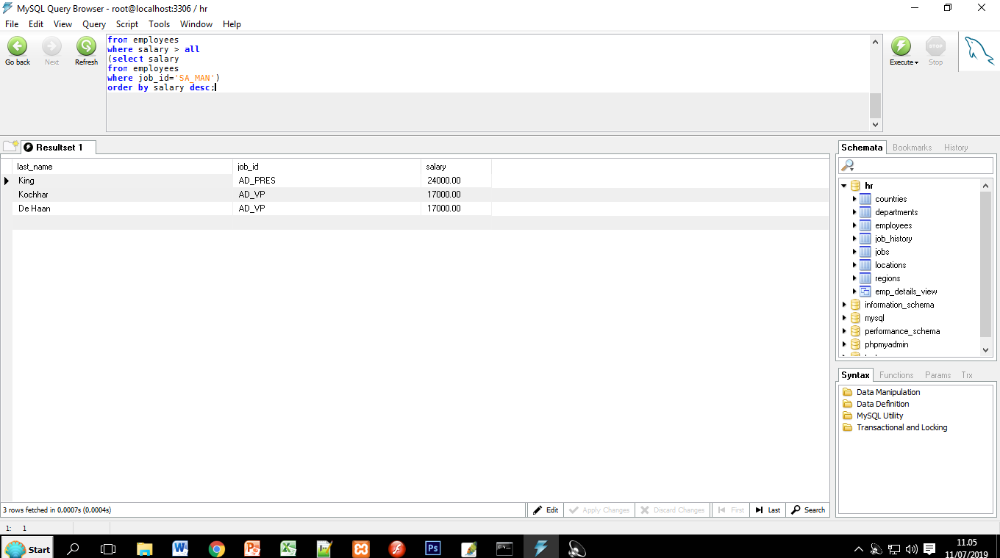 MySQL Query Browser - root@localhost:3306 / hr
File Edit View Query Script Tools Window Help
Go back Next Refresh
from employees
where salary > all
(select salary
from employees
where job_id='SA_MAN')
order by salary desc;
Execute STOP Stop
Resultset 1
last_name job_id salary
King AD_PRES 24000.00
Kochhar AD_VP 17000.00
De Haan AD_VP 17000.00
Schemata Bookmarks History
hr
countries
departments
employees
job_history
jobs
locations
regions
emp_details_view
information_schema
mysql
performance_schema
phpmyadmin
Syntax Functions Params Trx
Data Manipulation
Data Definition
MySQL Utility
Transactional and Locking
3 rows fetched in 0,0007s (0,0004s)
Edit Apply Changes Discard Changes First Last Search
1: 1
Start
Ps
11.05
11/07/2019